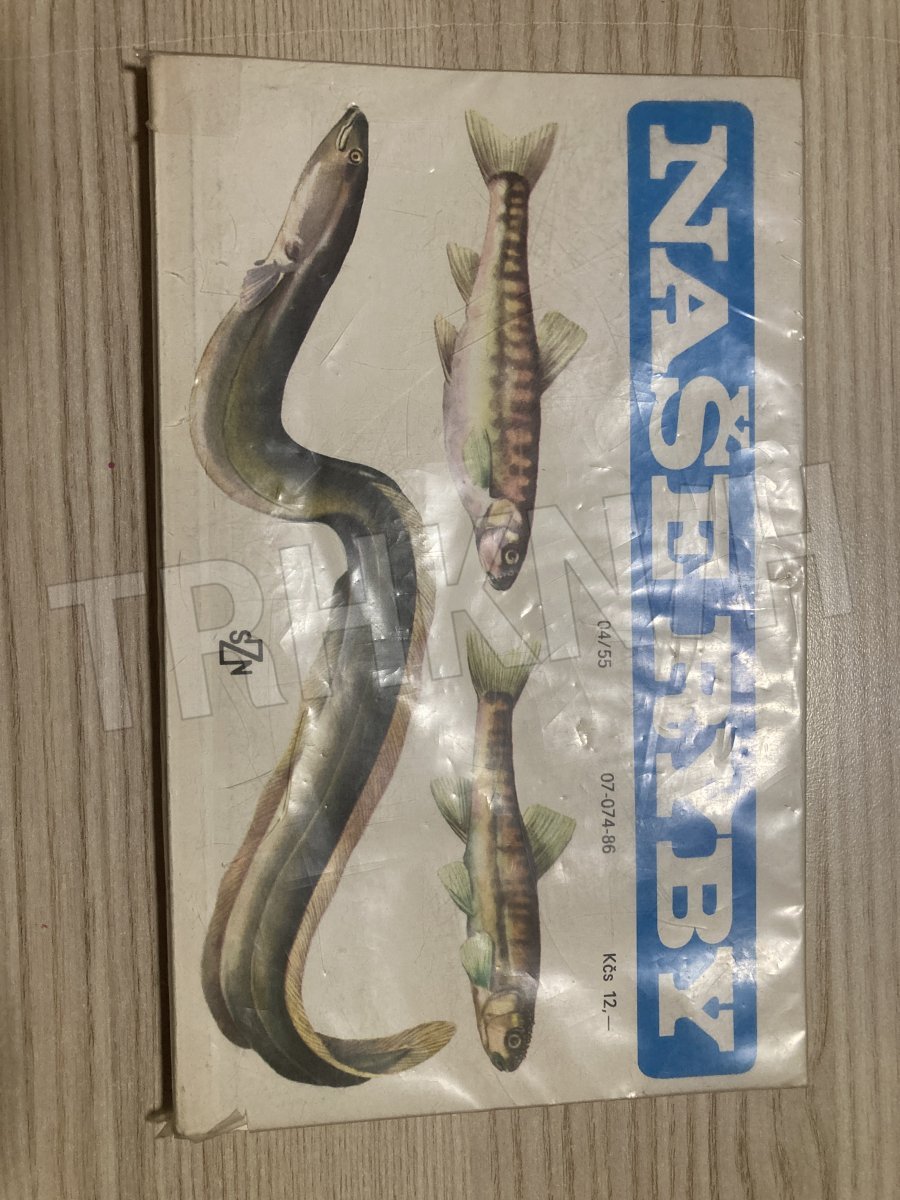 NAŠE RYBY
04/55 07-074-86 Kčs 12,—
SZN
TRHKNIH